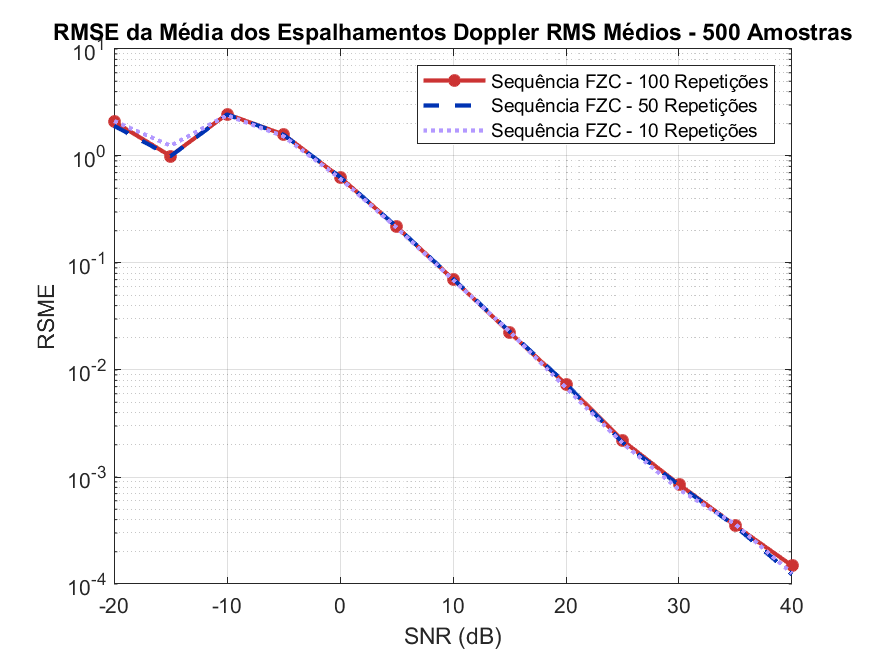 RMSE da Média dos Espalhamentos Doppler RMS Médios - 500 Amostras
10^1
Sequência FZC - 100 Repetições
Sequência FZC - 50 Repetições
Sequência FZC - 10 Repetições
10^0
10^-1
RSME
10^-2
10^-3
10^-4
-20 -10 0 10 20 30 40
SNR (dB)